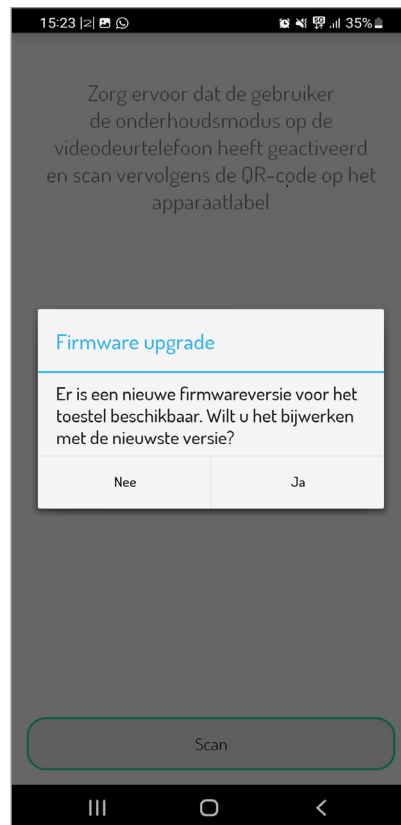 15:23 |z| 35%
Zorg ervoor dat de gebruiker
de onderhoudsmodus op de
videodeurtelefoon heeft geactiveerd
en scan vervolgens de QR-code op het
apparaatlabel
Firmware upgrade
Er is een nieuwe firmwareversie voor het
toestel beschikbaar. Wilt u het bijwerken
met de nieuwste versie?
Nee Ja
Scan